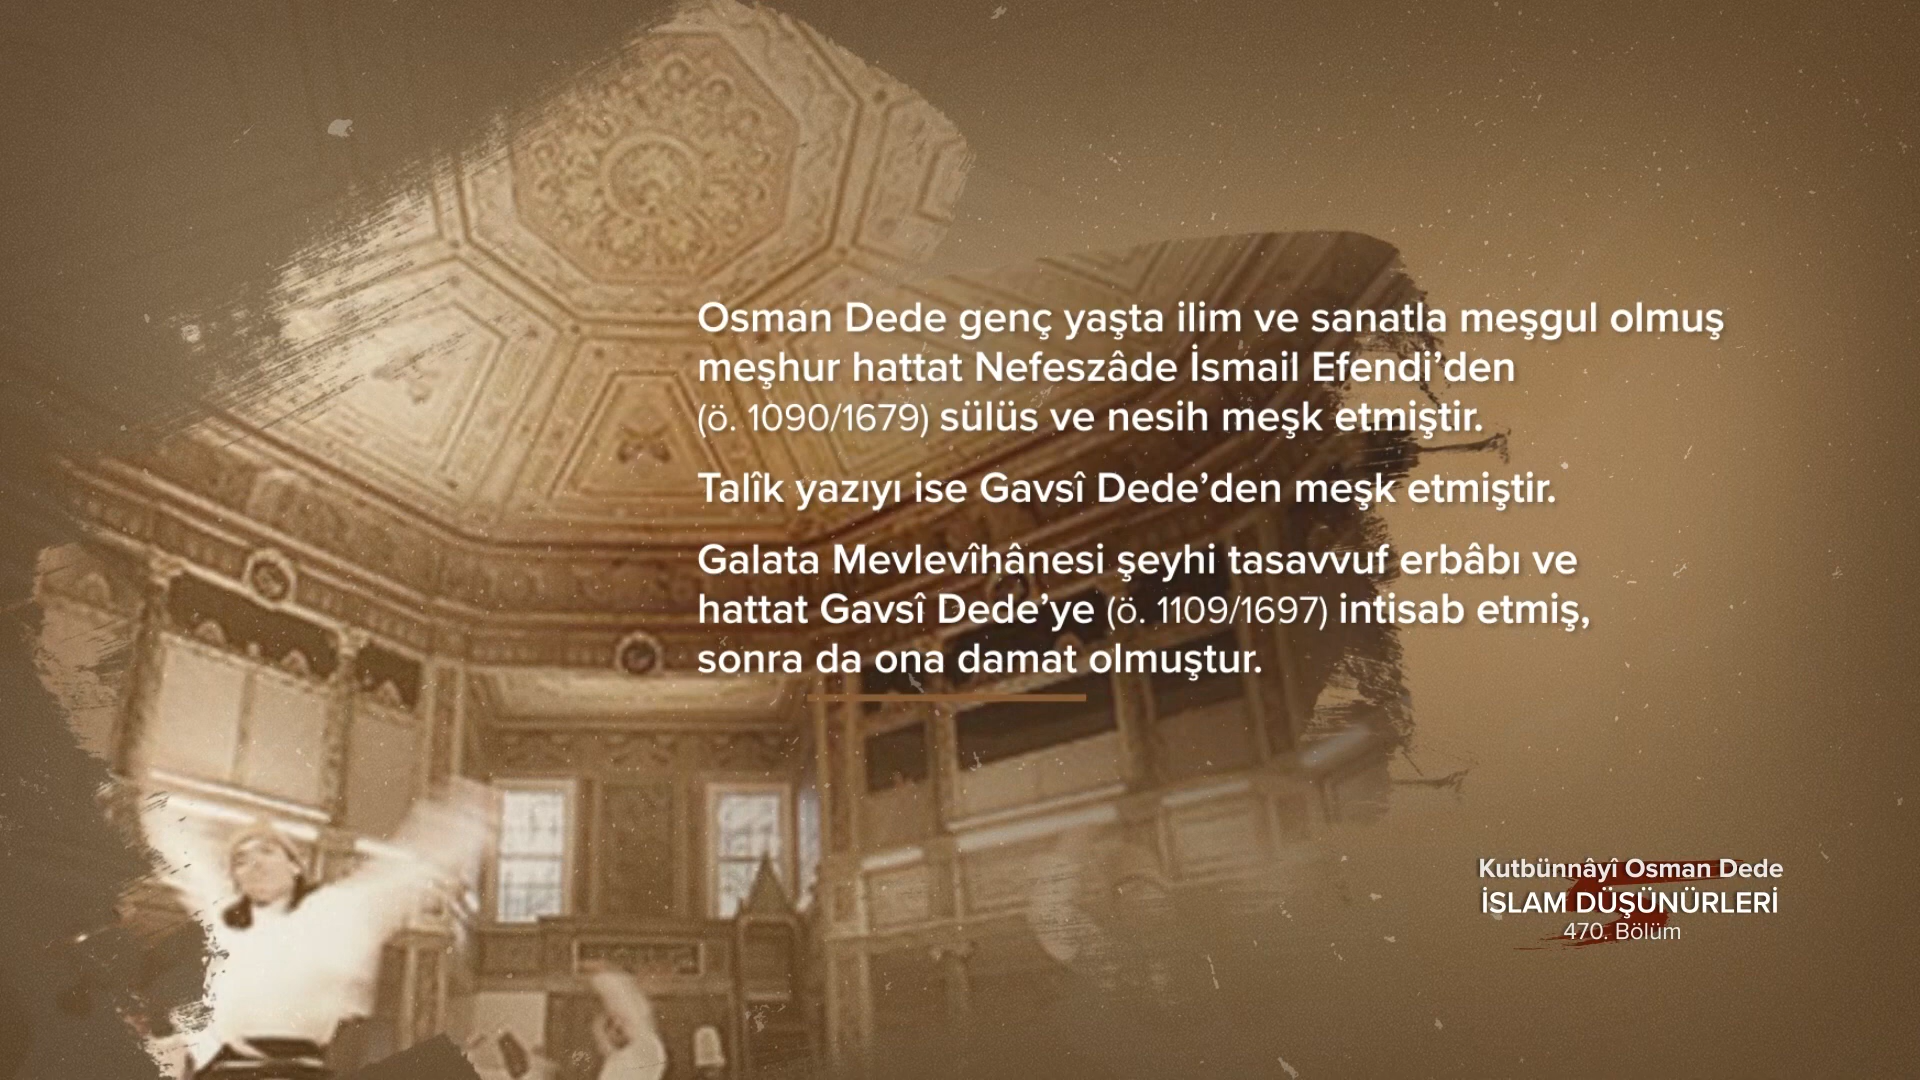 Osman Dede genç yaşta ilim ve sanatla meşgul olmuş
meşhur hattat Nefeszâde İsmail Efendi’den
(ö. 1090/1679) sülüs ve nesih meşk etmiştir.
Talîk yazıyı ise Gavsî Dede’den meşk etmiştir.
Galata Mevlevîhânesi şeyhi tasavvuf erbâbı ve
hattat Gavsî Dede’ye (ö. 1109/1697) intisab etmiş,
sonra da ona damat olmuştur.
Kutbünnâyî Osman Dede
İSLAM DÜŞÜNÜRLERİ
470. Bölüm